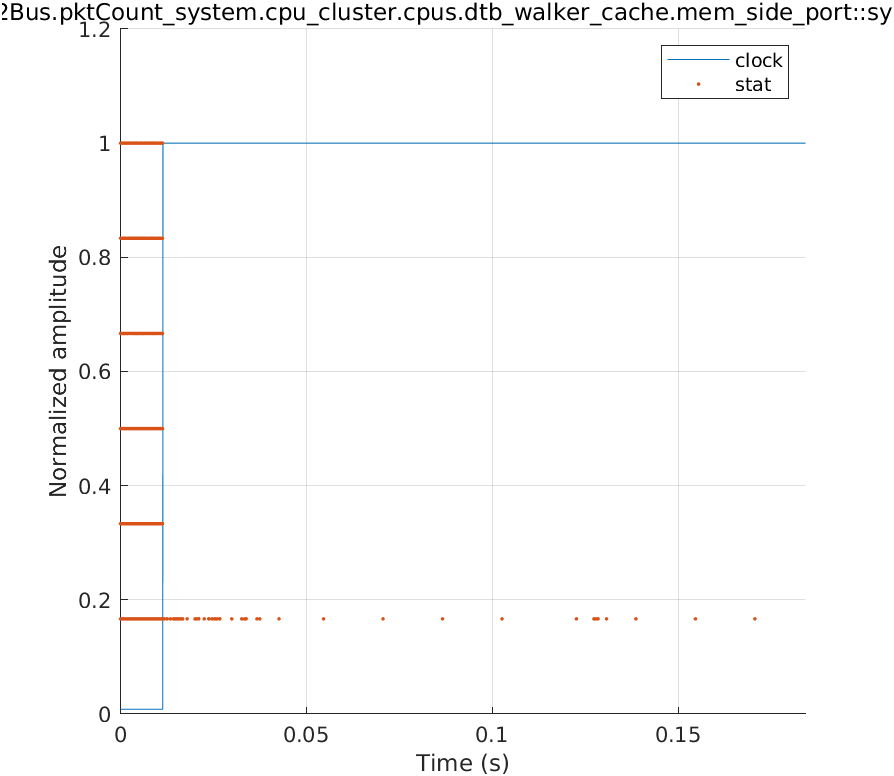 2Bus.pktCount_system.cpu_cluster.cpus.dtb_walker_cache.mem_side_port::sy
1.2
clock
stat
1
0.8
0.6
0.4
0.2
0
Normalized amplitude
0
0.05
0.1
0.15
Time (s)